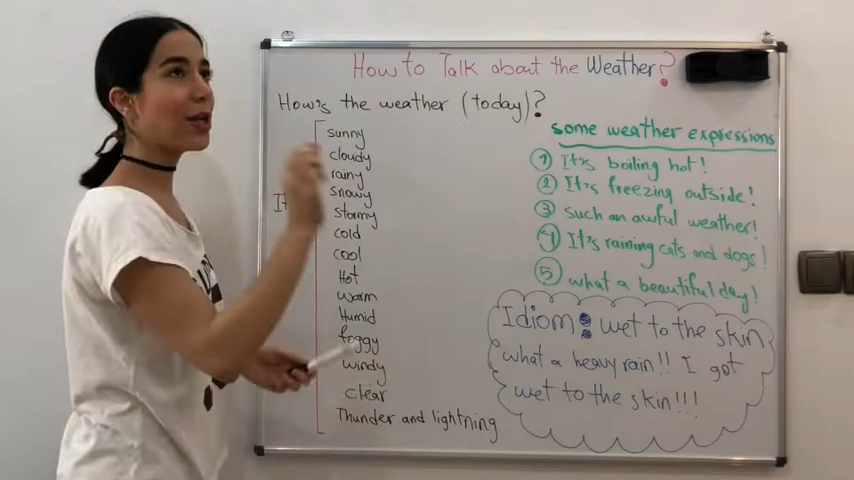 How to Talk about the Weather?
How's the weather (today)?
It
sunny
cloudy
rainy
snowy
stormy
cold
cool
Hot
warm
Humid
foggy
windy
clear
Thunder and lightning
some weather expressions
① It's boiling hot!
② It's freezing outside!
③ such an awful weather!
④ It's raining cats and dogs!
⑤ what a beautiful day!
Idiom: wet to the skin
what a heavy rain!! I got
wet to the skin!!!